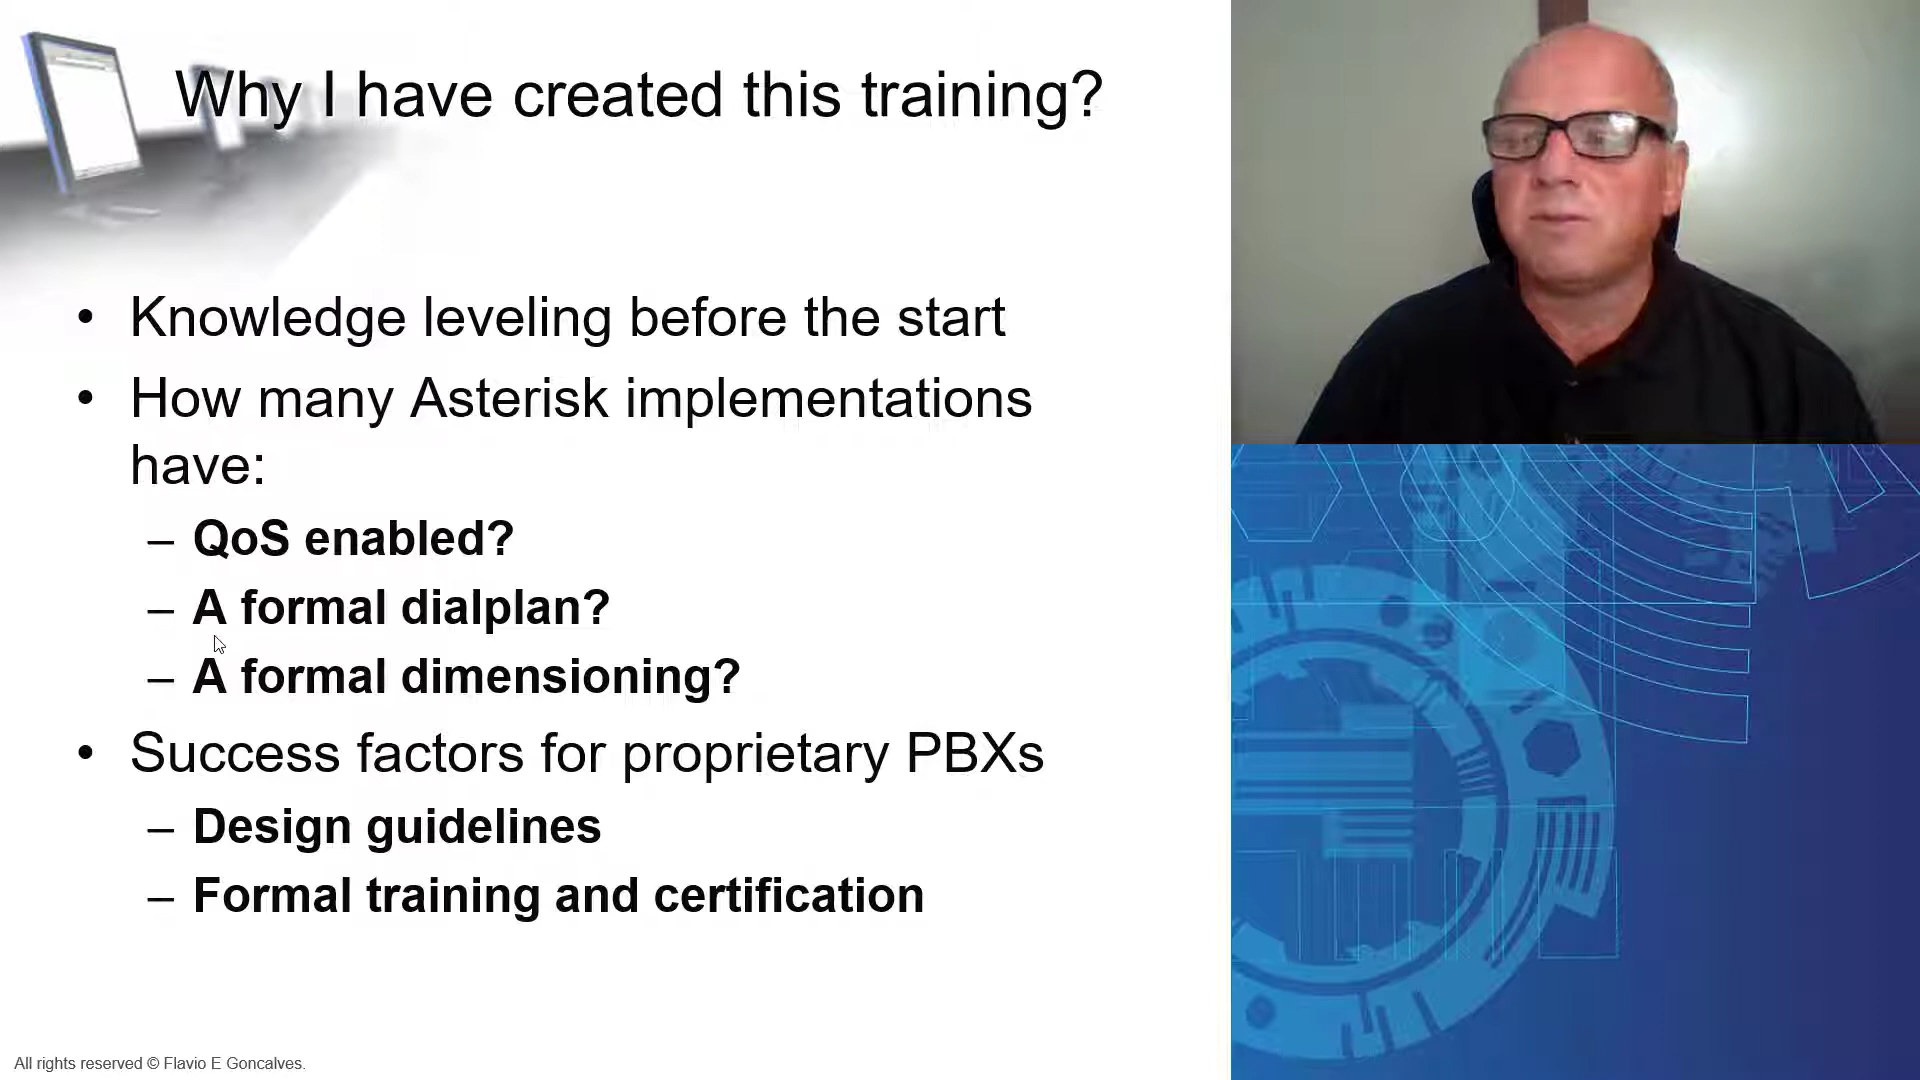 Why I have created this training?
• Knowledge leveling before the start
• How many Asterisk implementations
have:
– QoS enabled?
– A formal dialplan?
– A formal dimensioning?
• Success factors for proprietary PBXs
– Design guidelines
– Formal training and certification
All rights reserved © Flavio E Goncalves.